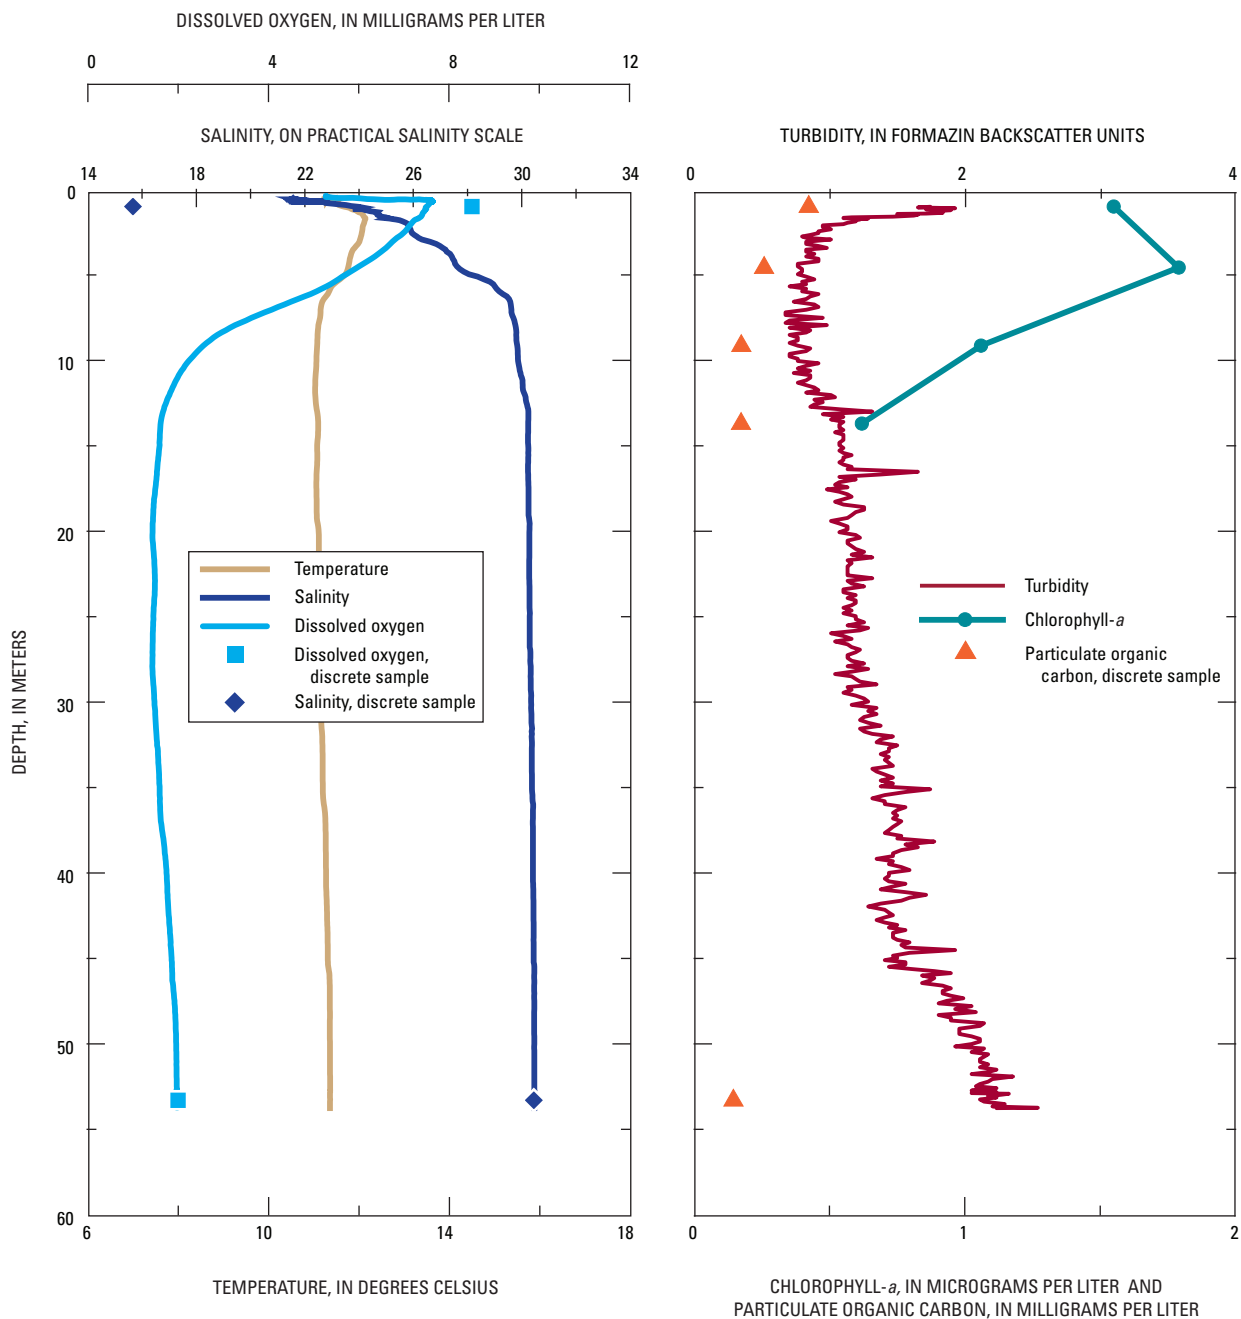 DISSOLVED OXYGEN, IN MILLIGRAMS PER LITER
0 4 8 12
SALINITY, ON PRACTICAL SALINITY SCALE
14 18 22 26 30 34
TURBIDITY, IN FORMAZIN BACKSCATTER UNITS
0 2 4
DEPTH, IN METERS
0
10
20
30
40
50
60
Temperature
Salinity
Dissolved oxygen
Dissolved oxygen,
discrete sample
Salinity, discrete sample
Turbidity
Chlorophyll-a
Particulate organic
carbon, discrete sample
6 10 14 18
TEMPERATURE, IN DEGREES CELSIUS
0 1 2
CHLOROPHYLL-a, IN MICROGRAMS PER LITER AND
PARTICULATE ORGANIC CARBON, IN MILLIGRAMS PER LITER